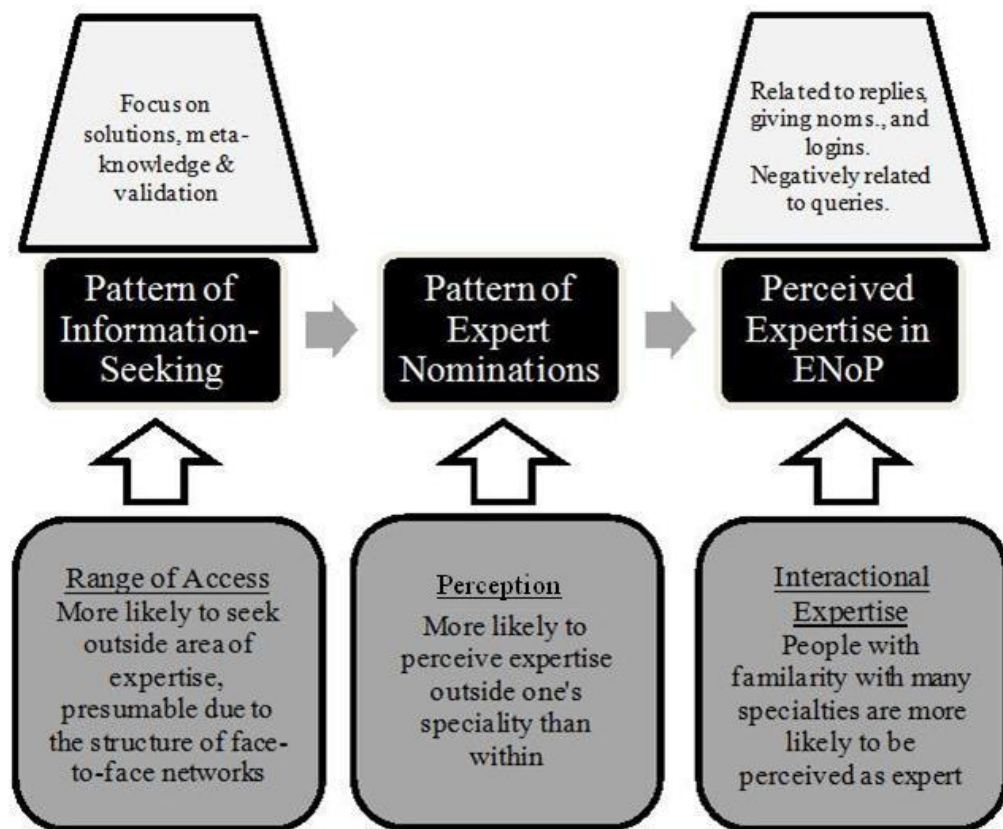 Focus on
solutions, meta-
knowledge &
validation
Related to replies,
giving noms., and
logins.
Negatively related
to queries.
Pattern of
Information-
Seeking
Pattern of
Expert
Nominations
Perceived
Expertise in
ENoP
Range of Access
More likely to seek
outside area of
expertise,
presumable due to
the structure of face-
to-face networks
Perception
More likely to
perceive expertise
outside one's
speciality than
within
Interactional
Expertise
People with
familiarity with many
specialties are more
likely to be
perceived as expert